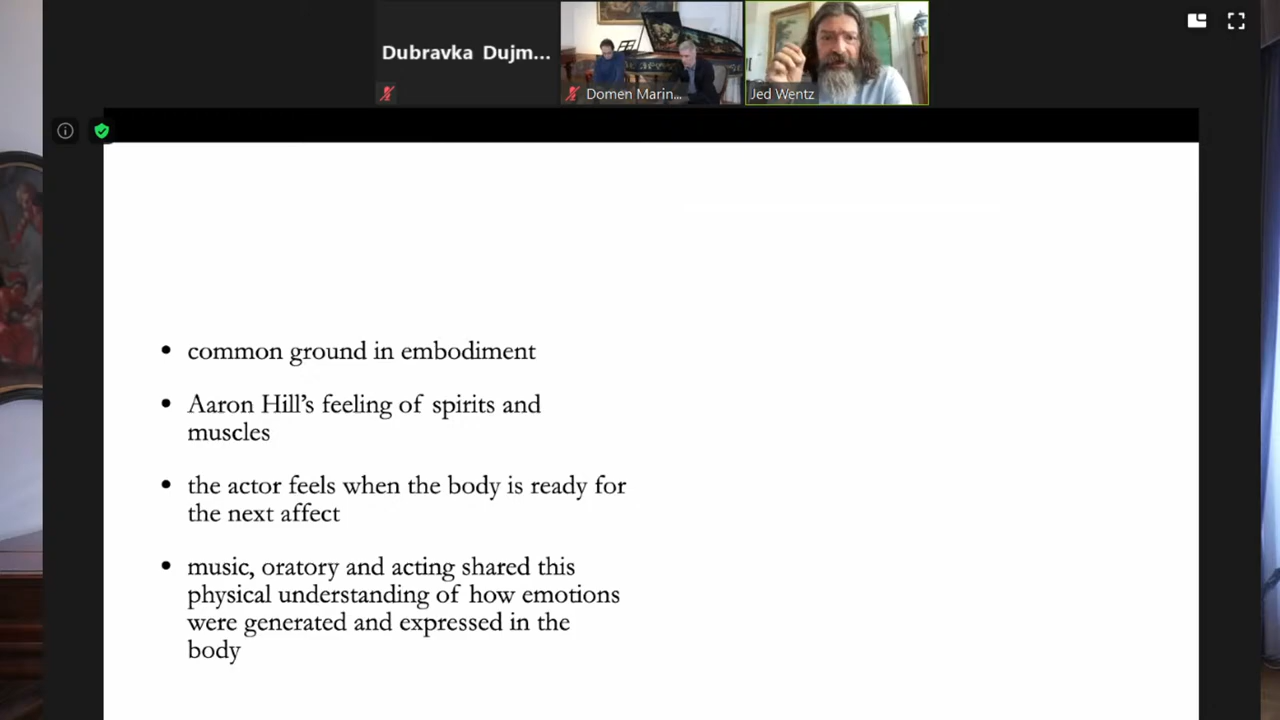 Dubravka Dujm...
Domen Marin...
Jed Wentz
common ground in embodiment
Aaron Hill’s feeling of spirits and
muscles
the actor feels when the body is ready for
the next affect
music, oratory and acting shared this
physical understanding of how emotions
were generated and expressed in the
body